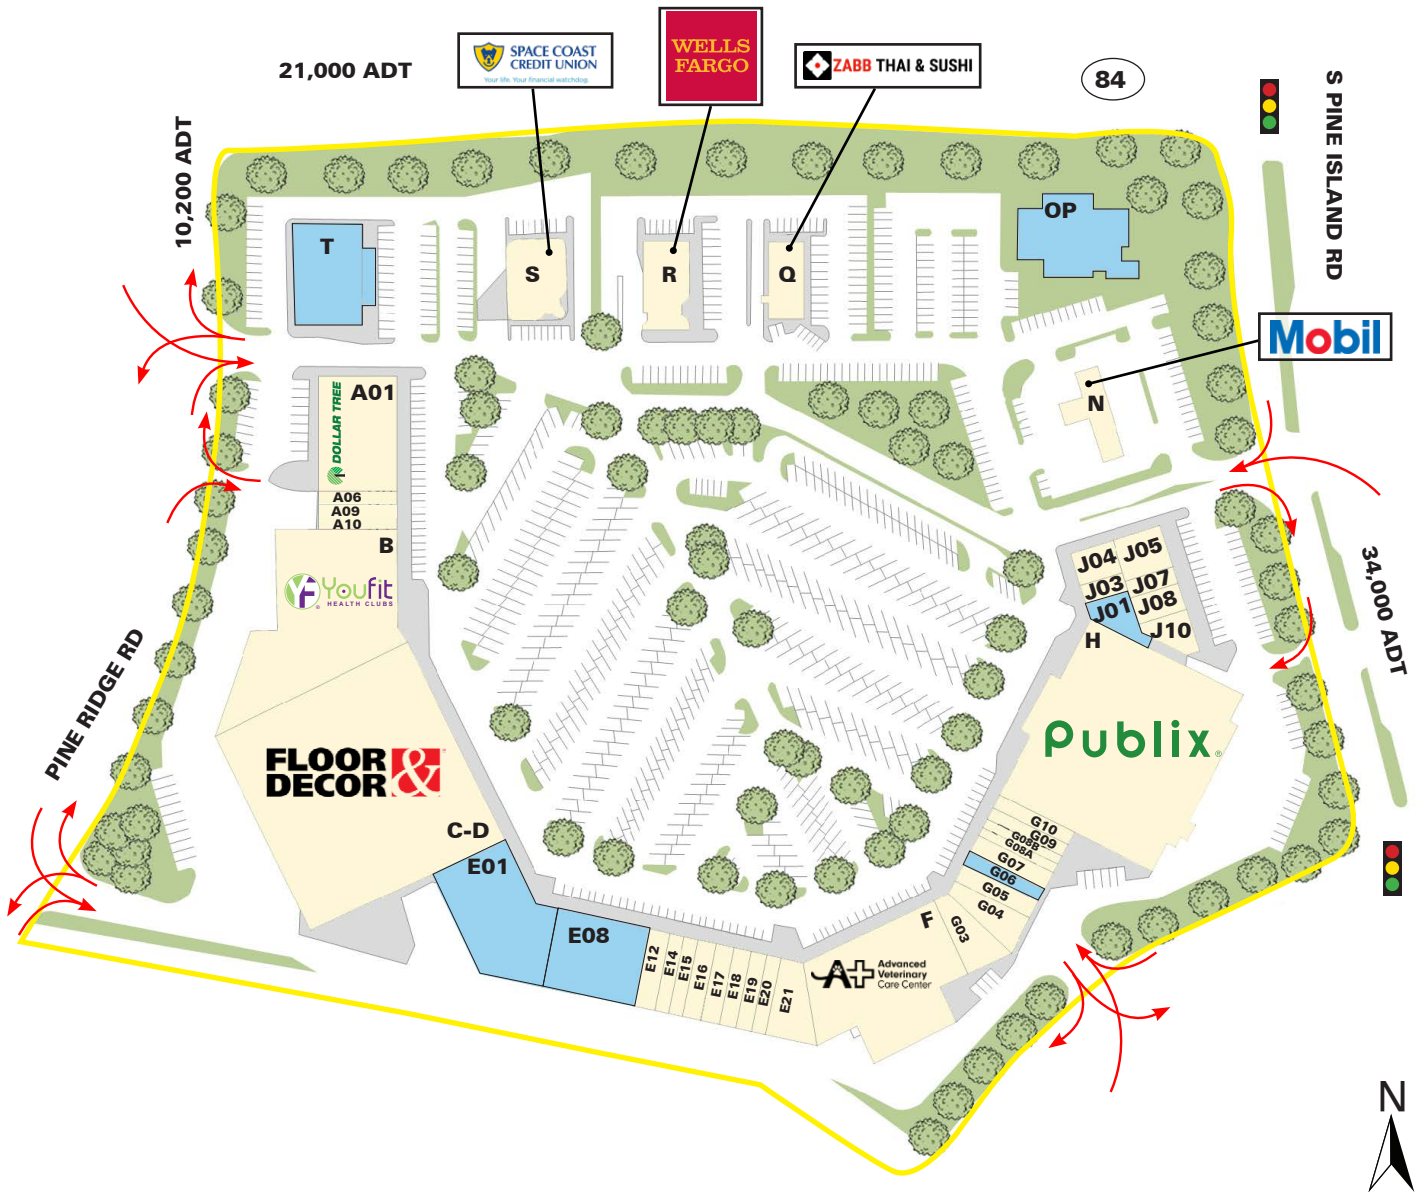 21,000 ADT
SPACE COAST
CREDIT UNION
Your life. Your financial watchdog.
WELLS
FARGO
ZABB THAI & SUSHI
84
S PINE ISLAND RD
10,200 ADT
T
S
R
Q
OP
Mobil
N
DOLLAR TREE
A01
A06
A09
A10
B
Youfit
HEALTH CLUBS
PINE RIDGE RD
34,000 ADT
J04
J05
J03
J07
J01
J08
J10
H
Publix
FLOOR &
DECOR
C-D
E01
E08
E12
E14
E15
E16
E17
E18
E19
E20
E21
F
A+
Advanced
Veterinary
Care Center
G10
G09
G08B
G08A
G07
G06
G05
G04
G03
N